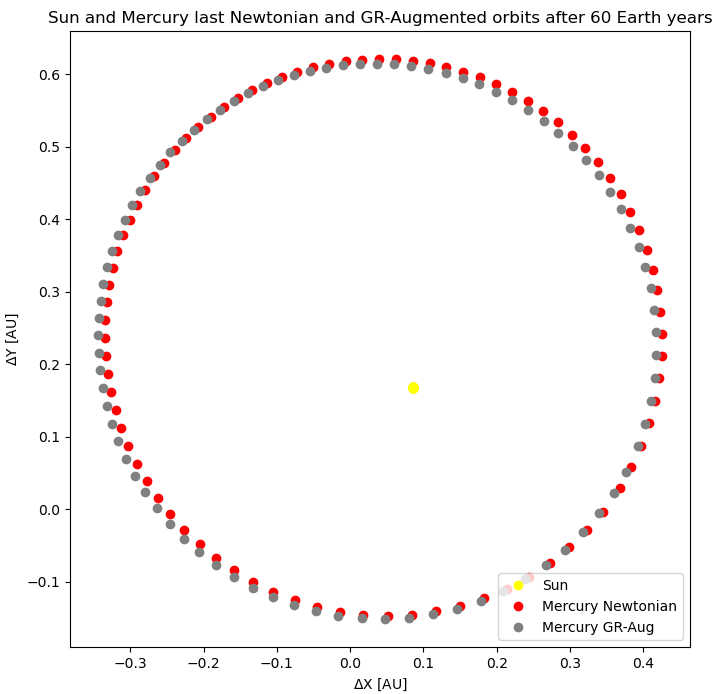 Sun and Mercury last Newtonian and GR-Augmented orbits after 60 Earth years
ΔY [AU]
0.6
0.5
0.4
0.3
0.2
0.1
0.0
−0.1
Sun
Mercury Newtonian
Mercury GR-Aug
−0.3 −0.2 −0.1 0.0 0.1 0.2 0.3 0.4
ΔX [AU]